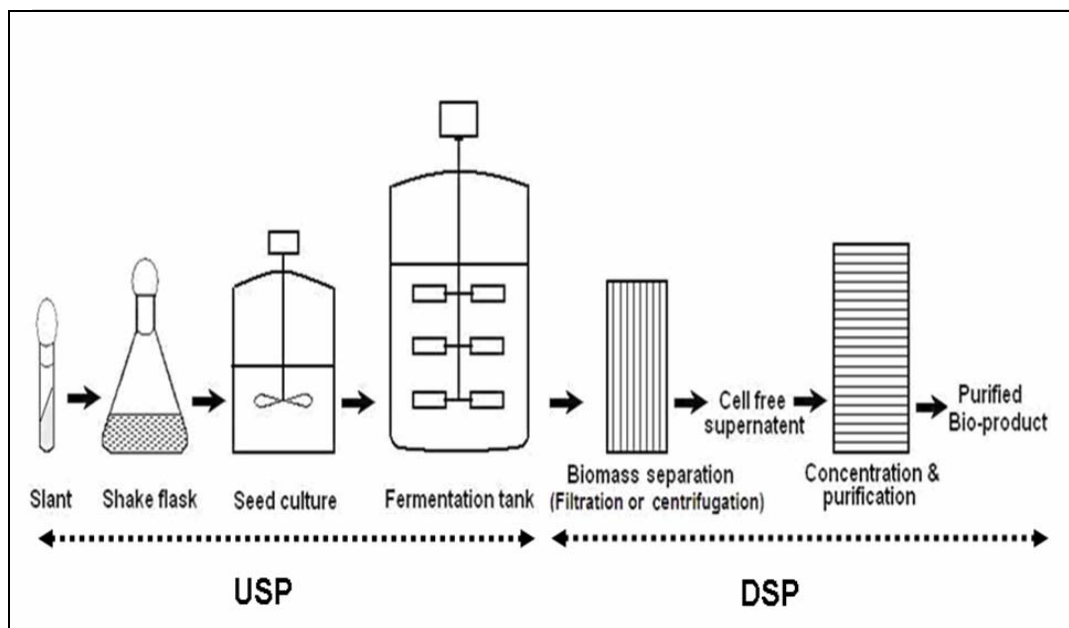 Slant
Shake flask
Seed culture
Fermentation tank
Biomass separation
(Filtration or centrifugation)
Cell free
supernatent
Concentration &
purification
Purified
Bio-product
USP
DSP